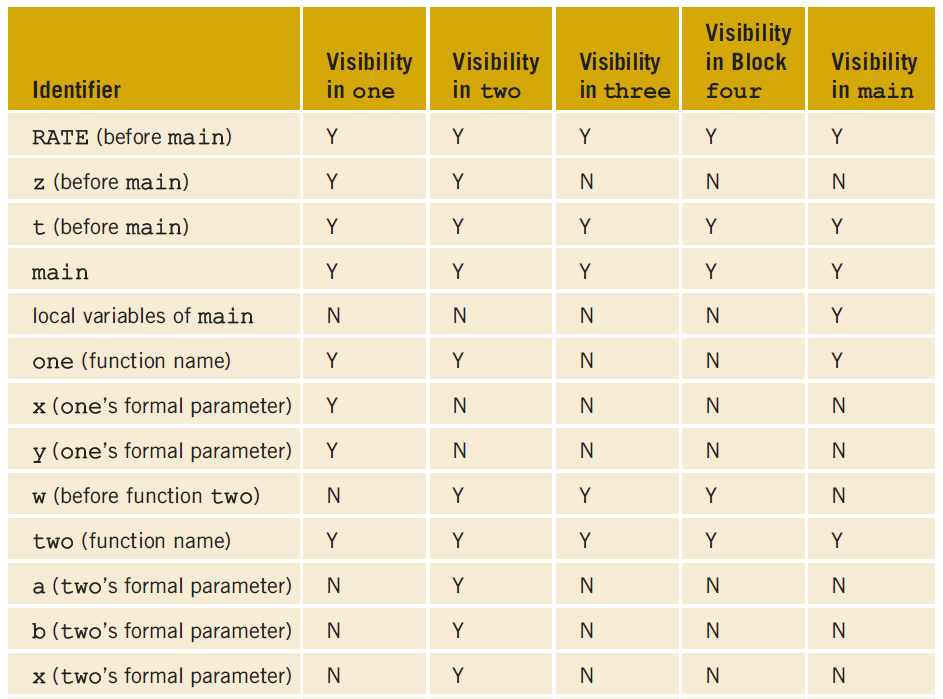 Identifier Visibility in one Visibility in two Visibility in three Visibility in Block four Visibility in main
RATE (before main) Y Y Y Y Y
z (before main) Y Y N N N
t (before main) Y Y Y Y Y
main Y Y Y Y Y
local variables of main N N N N Y
one (function name) Y Y N N Y
x (one’s formal parameter) Y N N N N
y (one’s formal parameter) Y N N N N
w (before function two) N Y Y Y N
two (function name) Y Y Y Y Y
a (two’s formal parameter) N Y N N N
b (two’s formal parameter) N Y N N N
x (two’s formal parameter) N Y N N N